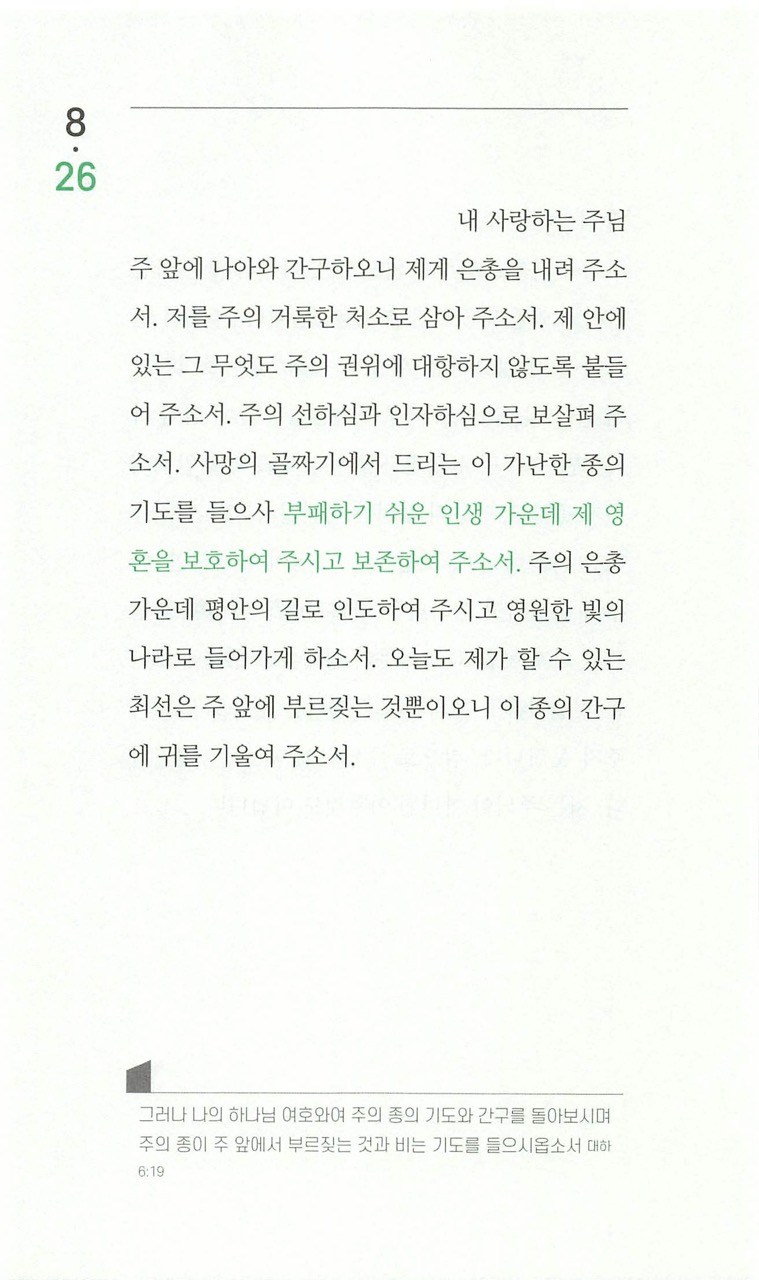 8
·
26
내 사랑하는 주님
주 앞에 나아와 간구하오니 제게 은총을 내려 주소
서. 저를 주의 거룩한 처소로 삼아 주소서. 제 안에
있는 그 무엇도 주의 권위에 대항하지 않도록 붙들
어 주소서. 주의 선하심과 인자하심으로 보살펴 주
소서. 사망의 골짜기에서 드리는 이 가난한 종의
기도를 들으사 부패하기 쉬운 인생 가운데 제 영
혼을 보호하여 주시고 보존하여 주소서. 주의 은총
가운데 평안의 길로 인도하여 주시고 영원한 빛의
나라로 들어가게 하소서. 오늘도 제가 할 수 있는
최선은 주 앞에 부르짖는 것뿐이오니 이 종의 간구
에 귀를 기울여 주소서.
그러나 나의 하나님 여호와여 주의 종의 기도와 간구를 돌아보시며
주의 종이 주 앞에서 부르짖는 것과 비는 기도를 들으시옵소서 대하
6:19